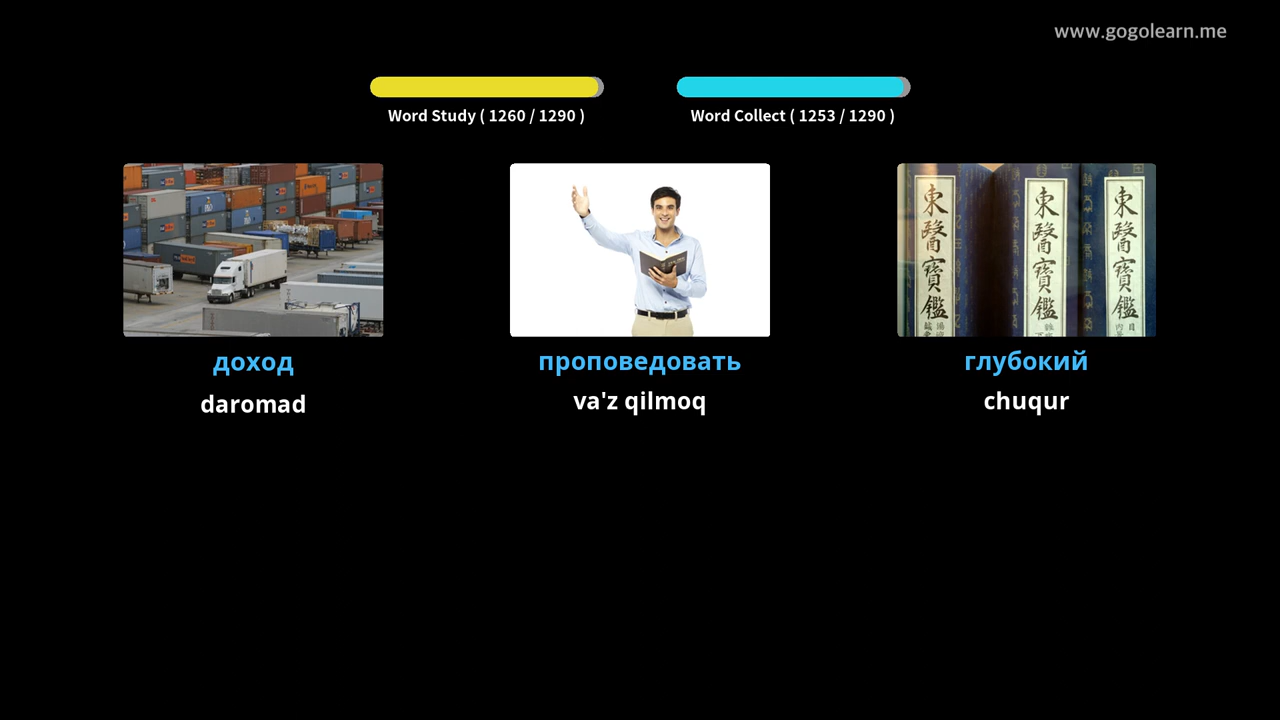 www.gogolearn.me
Word Study ( 1260 / 1290 )
Word Collect ( 1253 / 1290 )
東醫寶鑑
東醫寶鑑
東醫寶鑑
доход
проповедовать
глубокий
daromad
va'z qilmoq
chuqur